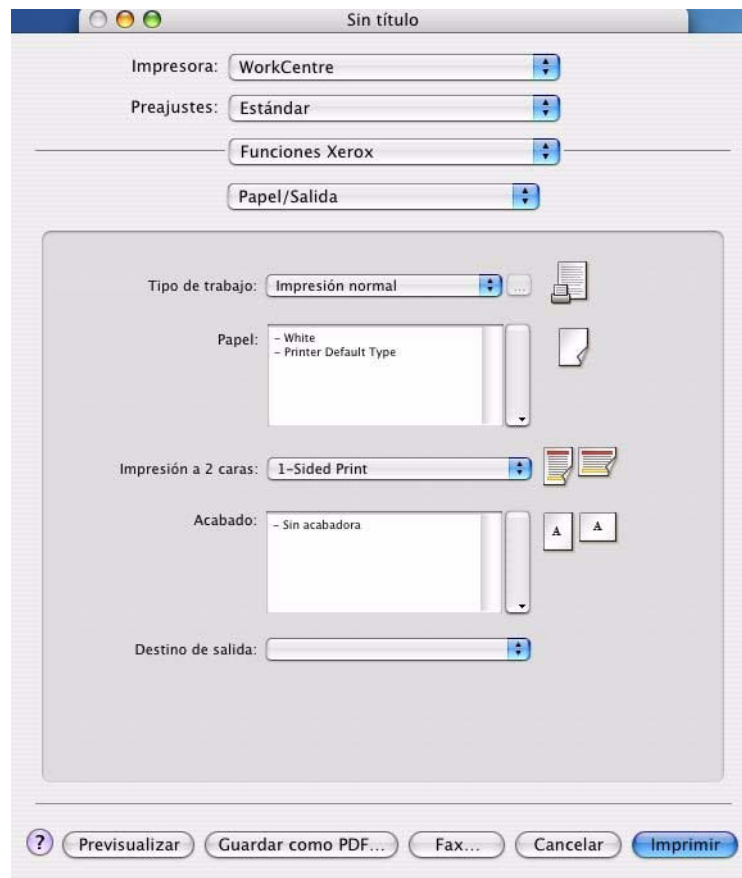 Sin título
Impresora: WorkCentre
Preajustes: Estándar
Funciones Xerox
Papel/Salida
Tipo de trabajo: Impresión normal ...
Papel: – White
– Printer Default Type
Impresión a 2 caras: 1–Sided Print
Acabado: – Sin acabadora
A A
Destino de salida:
? Previsualizar Guardar como PDF... Fax... Cancelar Imprimir